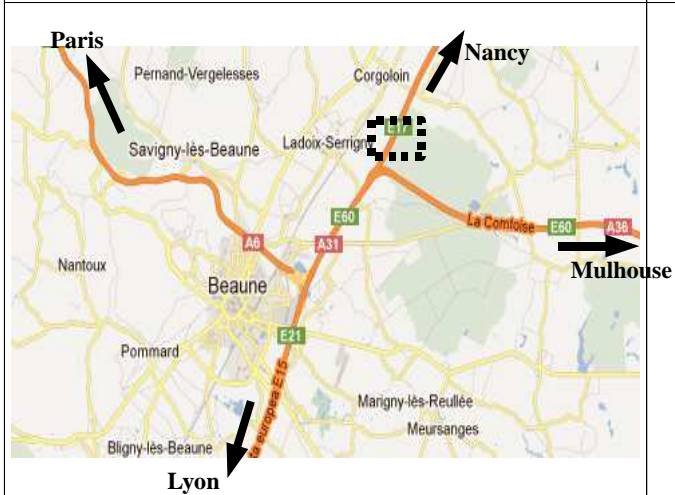 Paris
Nancy
Pernand-Vergelesses
Corgoloin
E17
Savigny-lès-Beaune
Ladoix-Serrigny
E60
La Comtoise
E60
A36
A6
A31
Nantoux
Mulhouse
Beaune
E21
Pommard
ta europea E15
Marigny-lès-Reullée
Meursanges
Bligny-lès-Beaune
Lyon